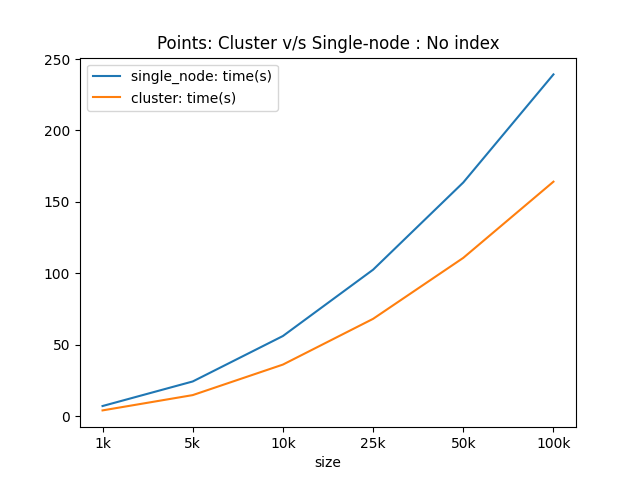 Points: Cluster v/s Single-node : No index
250
200
150
100
50
0
single_node: time(s)
cluster: time(s)
1k 5k 10k 25k 50k 100k
size